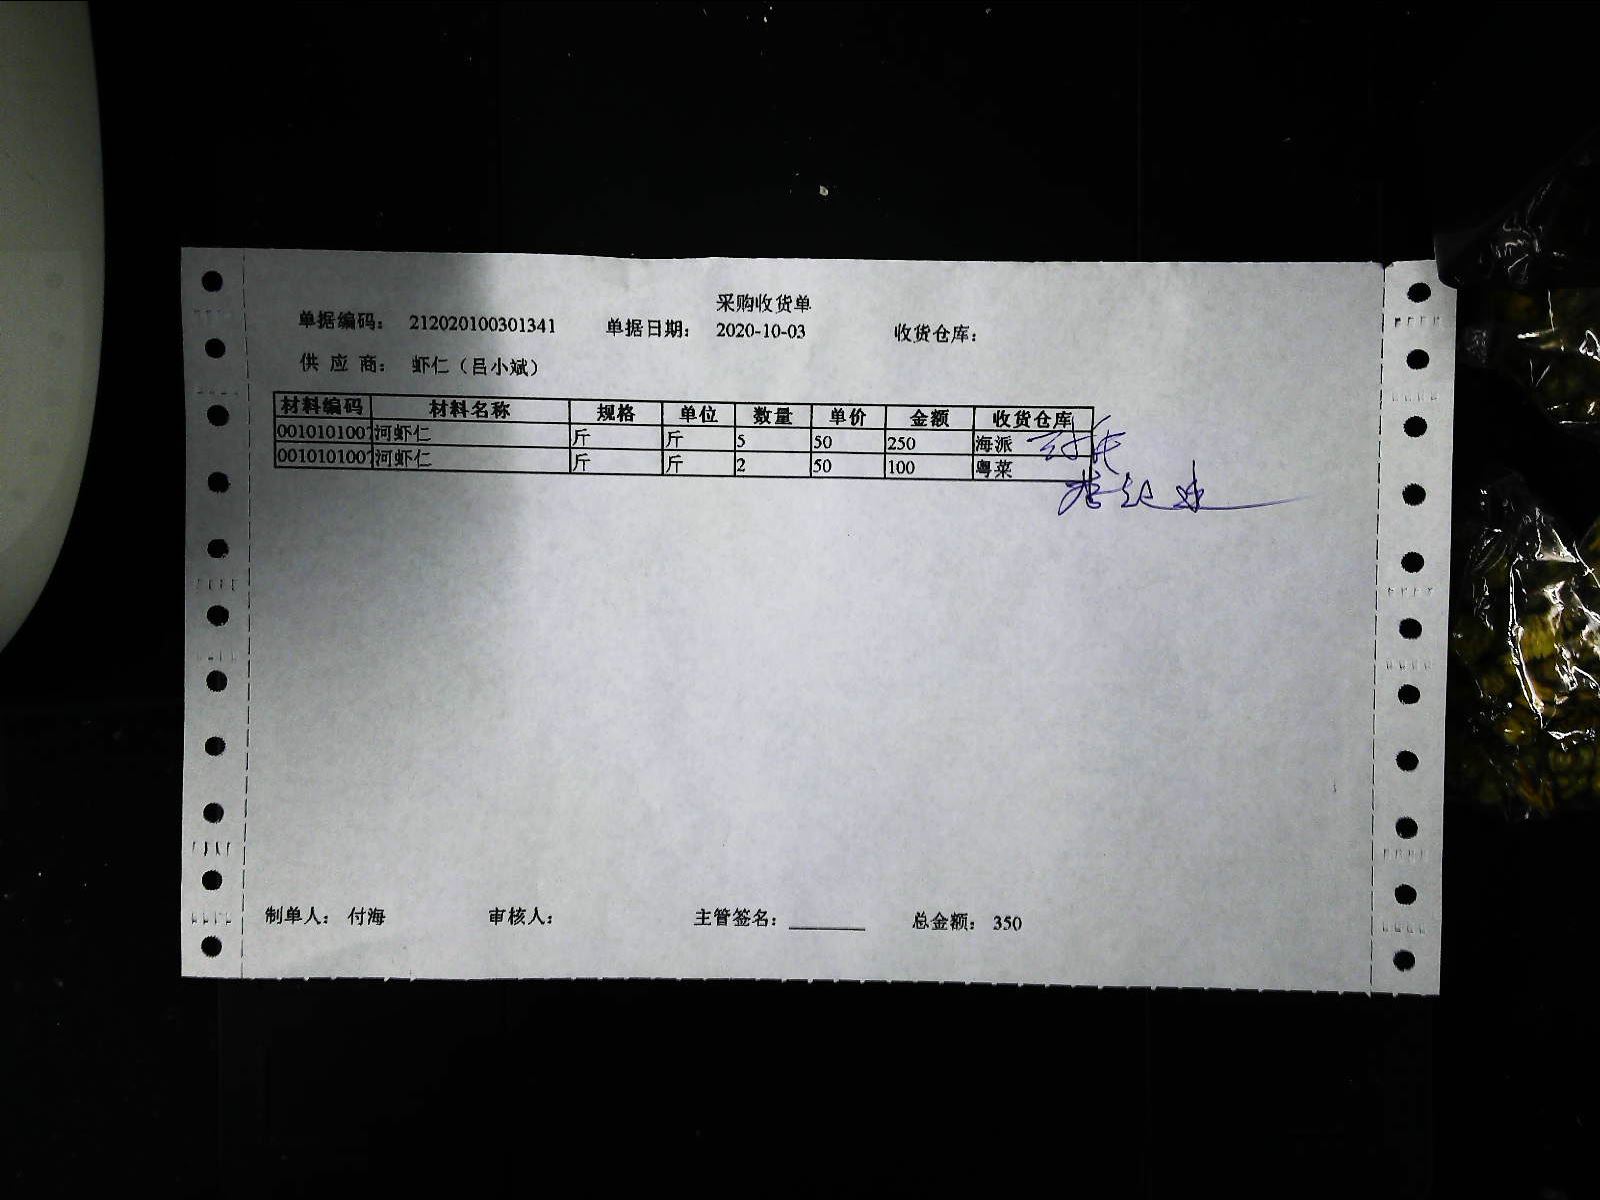 采购收货单
单据编码： 212020100301341 单据日期： 2020-10-03 收货仓库：
供 应 商： 虾仁（吕小斌）
材料编码 材料名称 规格 单位 数量 单价 金额 收货仓库
0010101007 河虾仁 斤 斤 5 50 250 海派
0010101007 河虾仁 斤 斤 2 50 100 粤菜
制单人： 付海 审核人： 主管签名： 总金额： 350